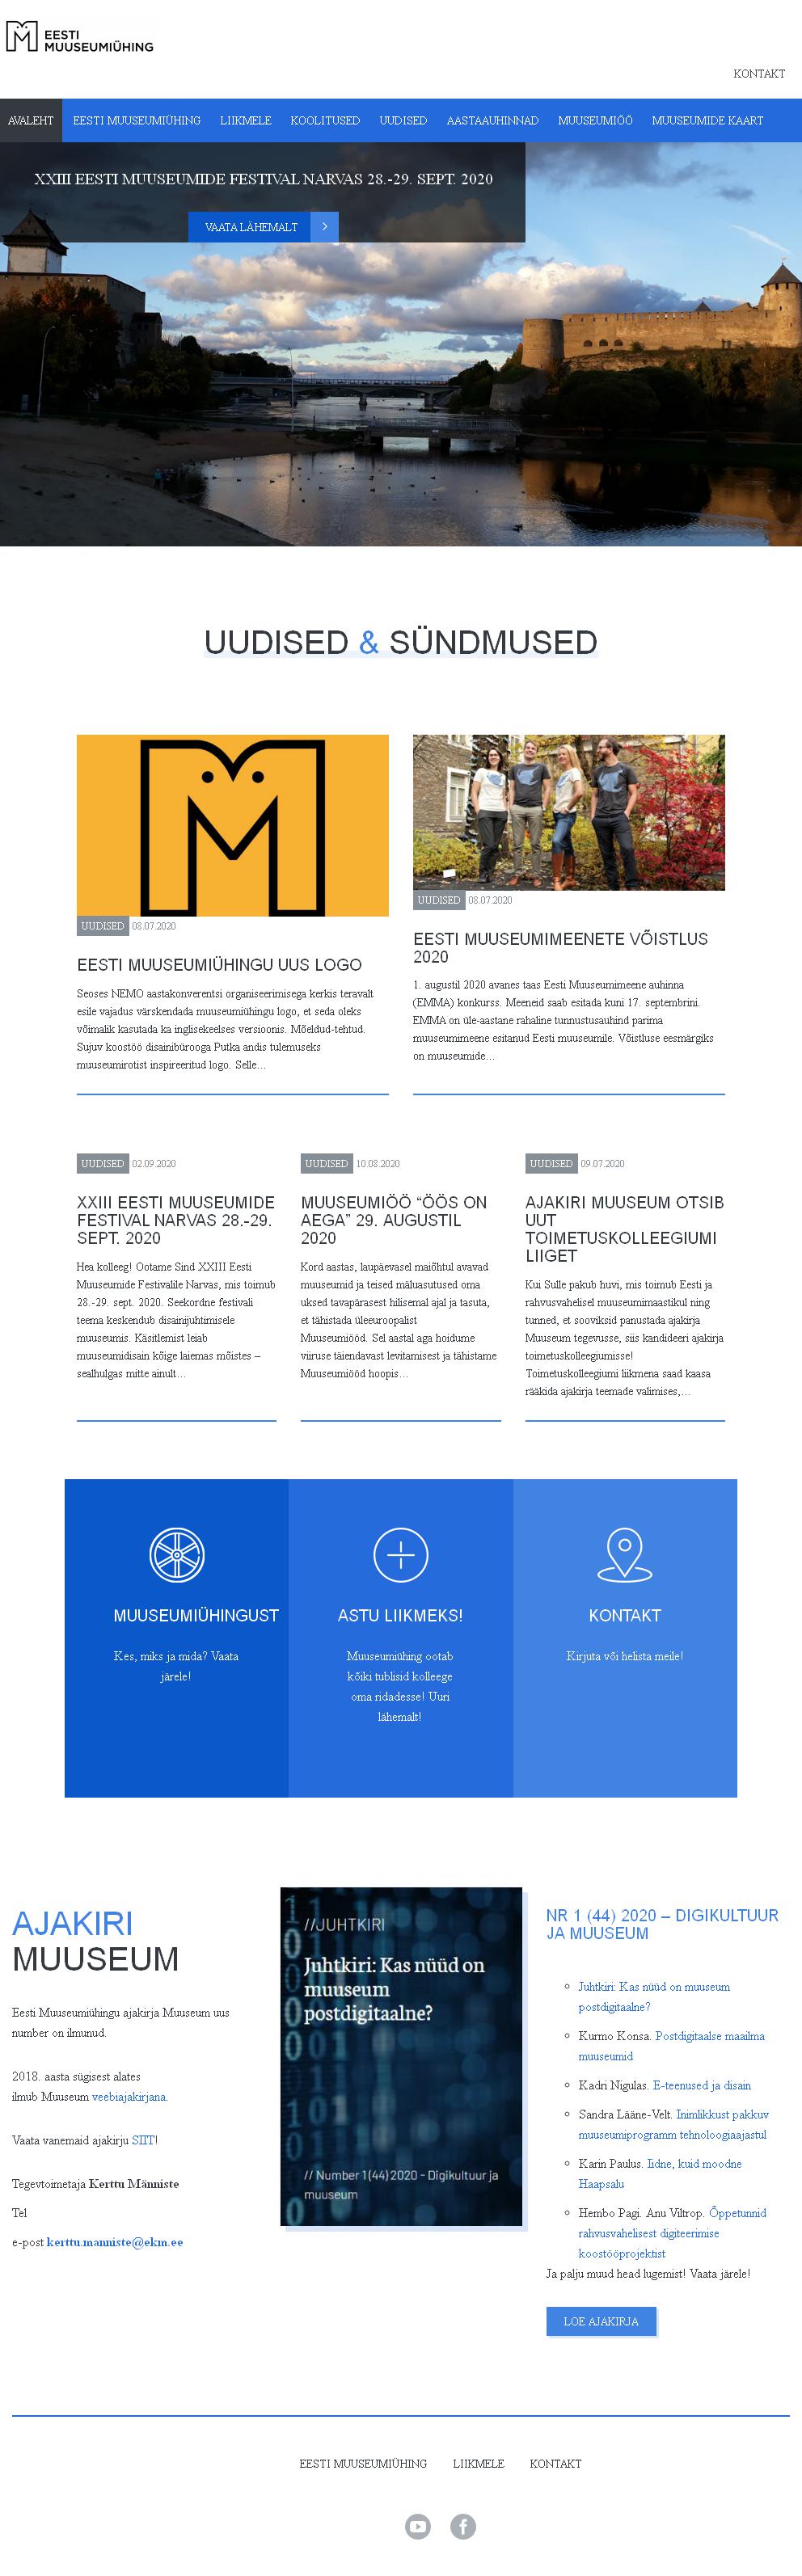 EESTI
MUUSEUMIÜHING
KONTAKT
AVALEHT EESTI MUUSEUMIÜHING LIIKMELE KOOLITUSED UUDISED AASTAAUHINNAD MUUSEUMIÖÖ MUUSEUMIDE KAART
XXIII EESTI MUUSEUMIDE FESTIVAL NARVAS 28.-29. SEPT. 2020
VAATA LÄHEMALT
UUDISED & SÜNDMUSED
UUDISED 08.07.2020
EESTI MUUSEUMIÜHINGU UUS LOGO
Seoses NEMO aastakonverentsi organiseerimisega kerkis teravalt
esile vajadus värskendada muuseumiühingu logo, et seda oleks
võimalik kasutada ka inglisekeelses versioonis. Mõeldud-tehtud.
Sujuv koostöö disainibürooga Putka andis tulemuseks
muuseumirotist inspireeritud logo. Selle...
UUDISED 08.07.2020
EESTI MUUSEUMIMEENETE VÕISTLUS
2020
1. augustil 2020 avanes taas Eesti Muuseumimeene auhinna
(EMMA) konkurss. Meeneid saab esitada kuni 17. septembrini.
EMMA on üle-aastane rahaline tunnustusauhind parima
muuseumimeene esitanud Eesti muuseumile. Võistluse eesmärgiks
on muuseumide...
UUDISED 02.09.2020
XXIII EESTI MUUSEUMIDE
FESTIVAL NARVAS 28.-29.
SEPT. 2020
Hea kolleeg! Ootame Sind XXIII Eesti
Muuseumide Festivalile Narvas, mis toimub
28.-29. sept. 2020. Seekordne festivali
teema keskendub disainijuhtimisele
muuseumis. Käsitlemist leiab
muuseumidisain kõige laiemas mõistes –
sealhulgas mitte ainult...
UUDISED 10.08.2020
MUUSEUMIÖÖ “ÖÖS ON
AEGA” 29. AUGUSTIL
2020
Kord aastas, laupäevasel maiõhtul avavad
muuseumid ja teised mäluasutused oma
uksed tavapärasest hilisemal ajal ja tasuta,
et tähistada üleeuroopalist
Muuseumiööd. Sel aastal aga hoidume
viiruse täiendavast levitamisest ja tähistame
Muuseumiööd hoopis...
UUDISED 09.07.2020
AJAKIRI MUUSEUM OTSIB
UUT
TOIMETUSKOLLEEGIUMI
LIIGET
Kui Sulle pakub huvi, mis toimub Eesti ja
rahvusvahelisel muuseumimaastikul ning
tunned, et sooviksid panustada ajakirja
Muuseum tegevusse, siis kandideeri ajakirja
toimetuskolleegiumisse!
Toimetuskolleegiumi liikmena saad kaasa
rääkida ajakirja teemade valimises,...
MUUSEUMIÜHINGUST
Kes, miks ja mida? Vaata
järele!
ASTU LIIKMEKS!
Muuseumiühing ootab
kõiki tublisid kolleege
oma ridadesse! Uuri
lähemalt!
KONTAKT
Kirjuta või helista meile!
AJAKIRI
MUUSEUM
Eesti Muuseumiühingu ajakirja Muuseum uus
number on ilmunud.
2018. aasta sügisest alates
ilmub Muuseum veebiajakirjana.
Vaata vanemaid ajakirju SIIT!
Tegevtoimetaja Kerttu Männiste
Tel
e-post kerttu.manniste@ekm.ee
//JUHTKIRI
Juhtkiri: Kas nüüd on
muuseum
postdigitaalne?
// Number 1 (44) 2020 - Digikultuur ja
muuseum
NR 1 (44) 2020 – DIGIKULTUUR
JA MUUSEUM
Juhtkiri: Kas nüüd on muuseum
postdigitaalne?
Kurmo Konsa. Postdigitaalse maailma
muuseumid
Kadri Nigulas. E-teenused ja disain
Sandra Lääne-Velt. Inimlikkust pakkuv
muuseumiprogramm tehnoloogiaajastul
Karin Paulus. Iidne, kuid moodne
Haapsalu
Hembo Pagi. Anu Viltrop. Õppetunnid
rahvusvahelisest digiteerimise
koostööprojektist
Ja palju muud head lugemist! Vaata järele!
LOE AJAKIRJA
EESTI MUUSEUMIÜHING LIIKMELE KONTAKT